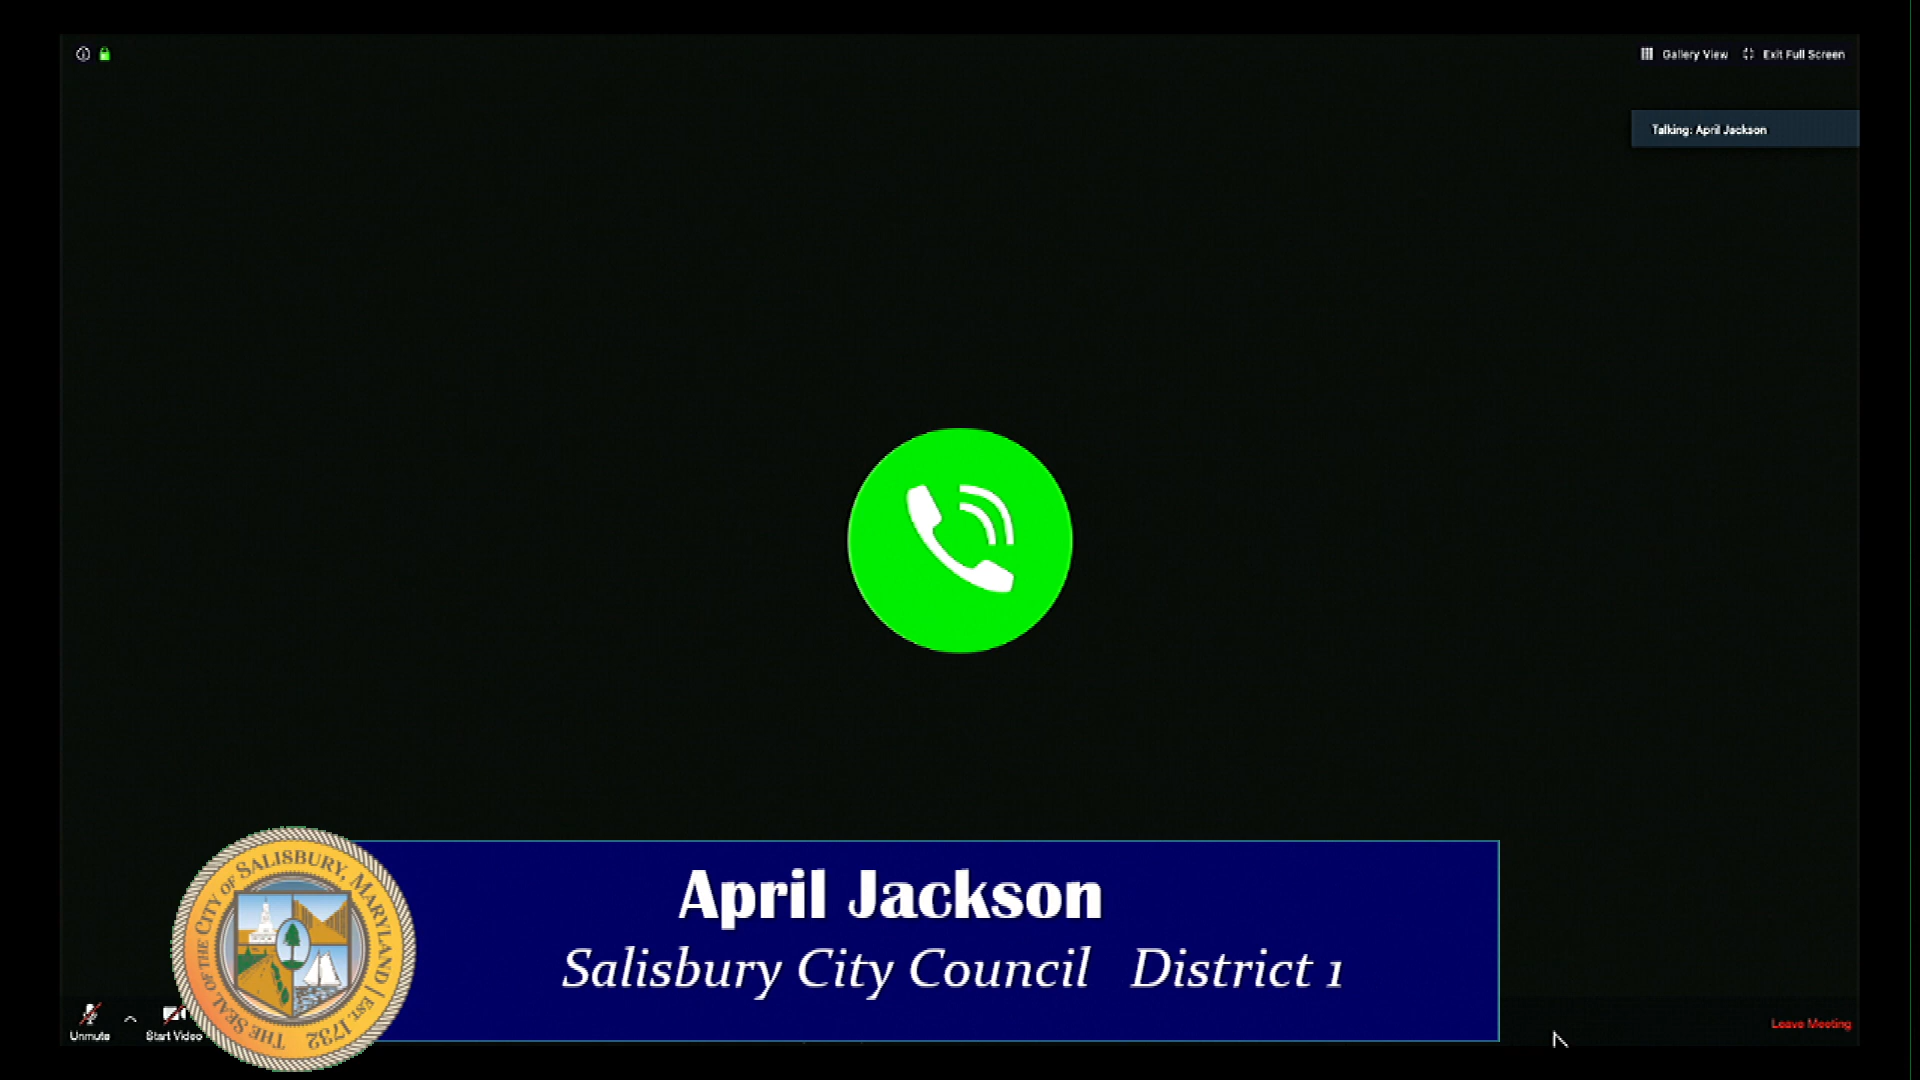 Gallery View
Exit Full Screen
Talking: April Jackson
April Jackson
Salisbury City Council District 1
THE SEAL OF THE CITY OF SALISBURY, MARYLAND | EST. 1732
Unmute
Start Video
Leave Meeting